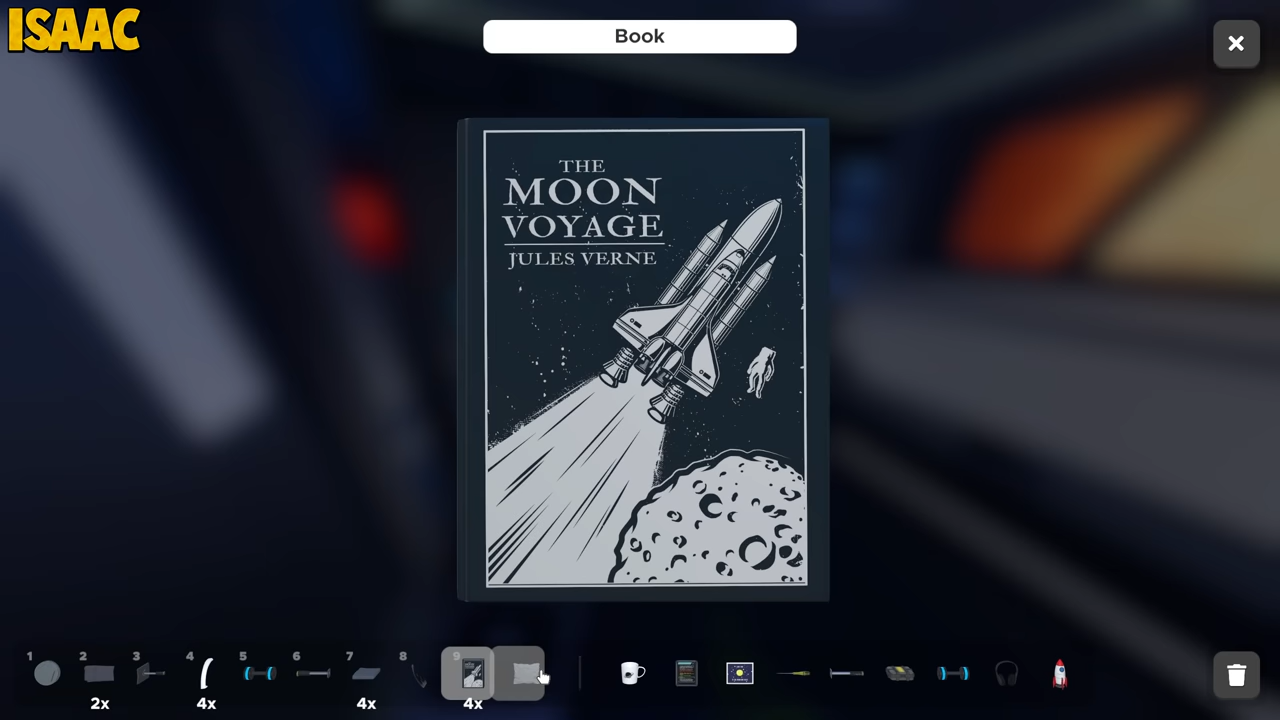 ISAAC
Book
THE
MOON
VOYAGE
JULES VERNE
1 2 3 4 5 6 7 8 9
2x 4x 4x 4x